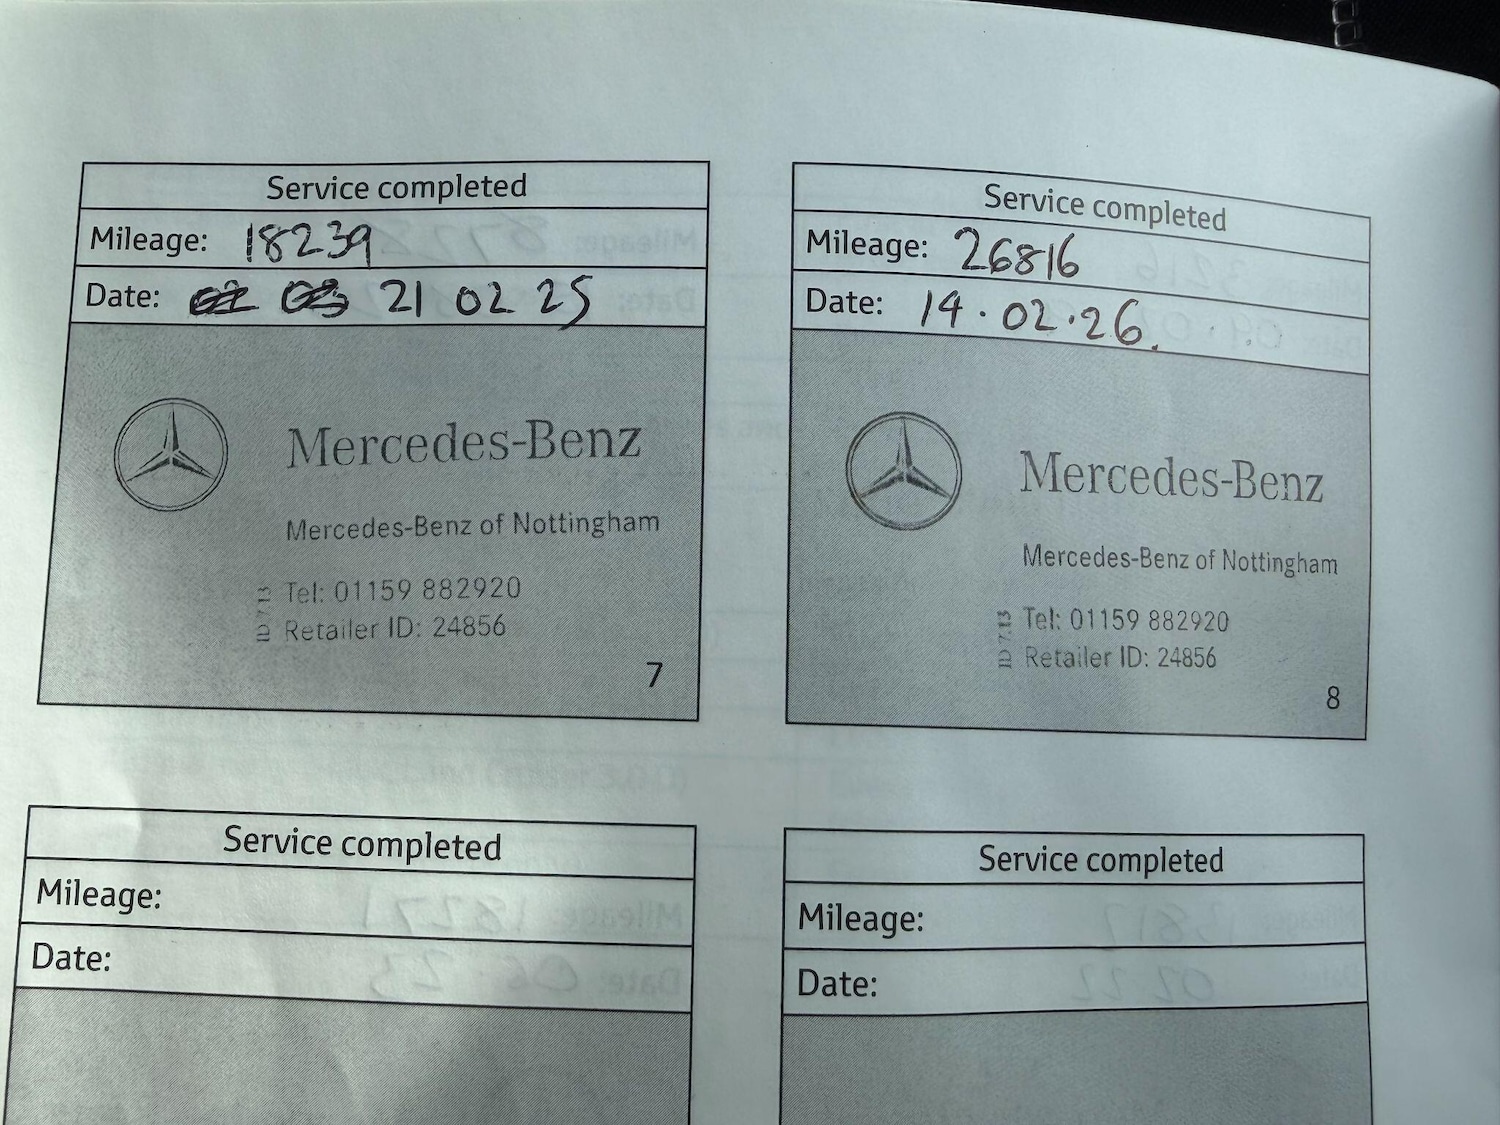 Service completed
Mileage: 18239
Date: 21 02 25
Mercedes-Benz
Mercedes-Benz of Nottingham
Tel: 01159 882920
Retailer ID: 24856
7
Service completed
Mileage: 26816
Date: 14.02.26.
Mercedes-Benz
Mercedes-Benz of Nottingham
Tel: 01159 882920
Retailer ID: 24856
8
Service completed
Mileage:
Date:
Service completed
Mileage:
Date: